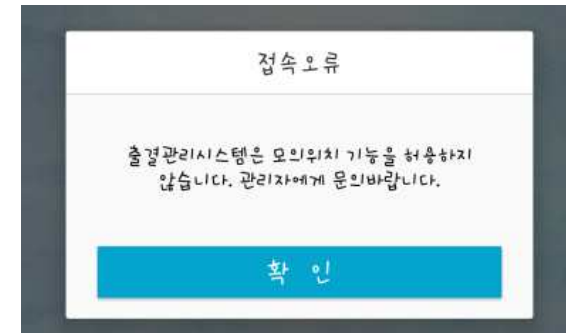 접속오류
출결관리시스템은 모의위치 기능을 허용하지
않습니다. 관리자에게 문의바랍니다.
확 인